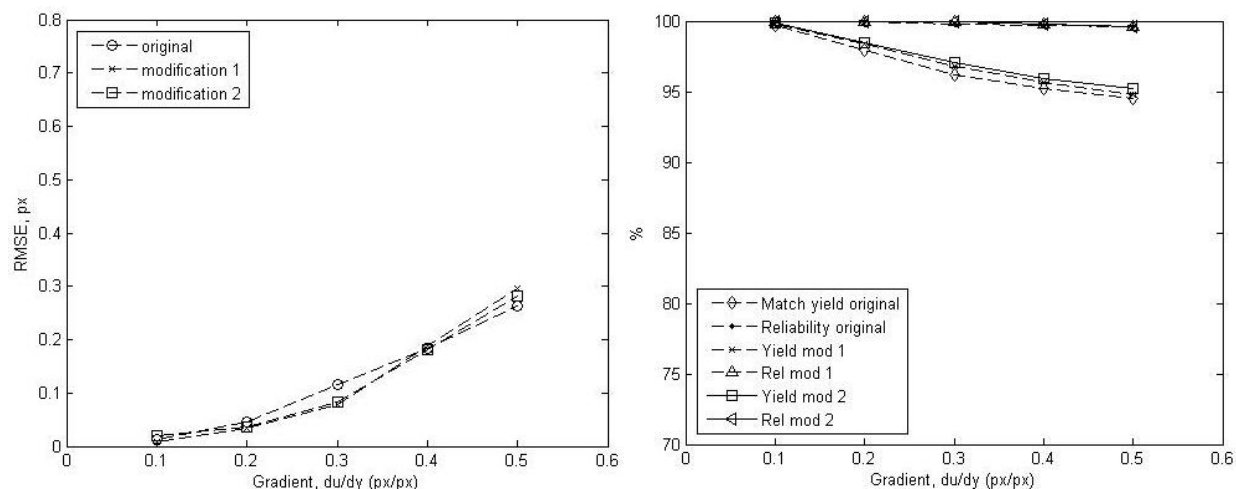 0.8
0.7
0.6
0.5
0.4
0.3
0.2
0.1
0
RMSE, px
original
modification 1
modification 2
0 0.1 0.2 0.3 0.4 0.5 0.6
Gradient, du/dy (px/px)
100
95
90
85
80
75
70
%
Match yield original
Reliability original
Yield mod 1
Rel mod 1
Yield mod 2
Rel mod 2
0 0.1 0.2 0.3 0.4 0.5 0.6
Gradient, du/dy (px/px)